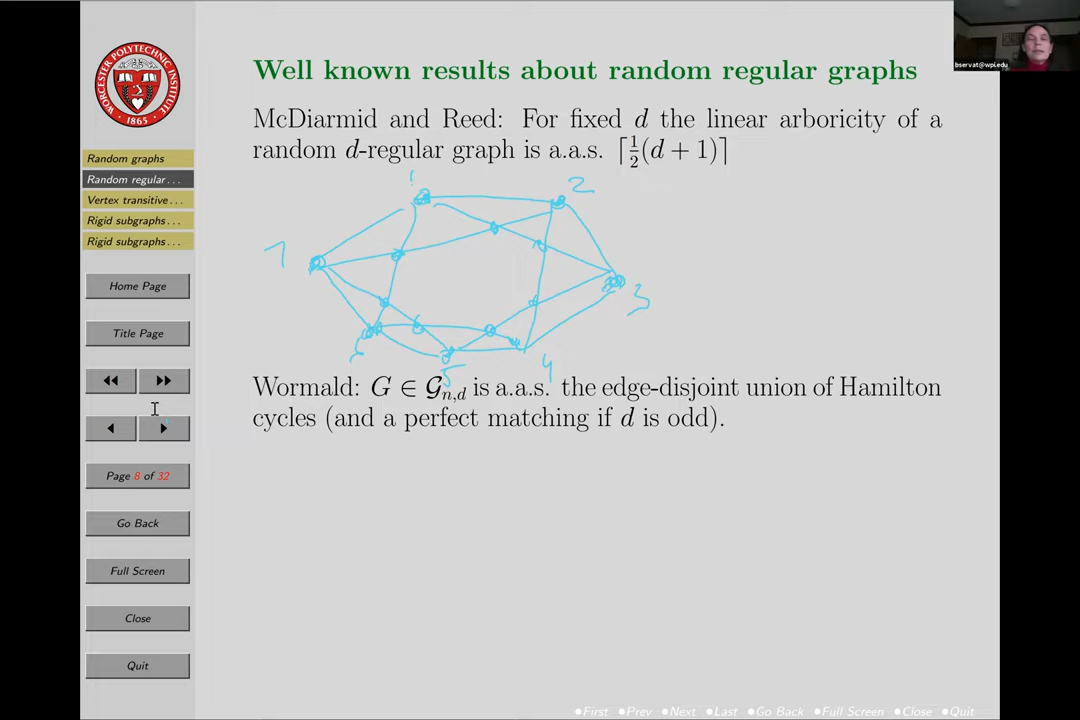 WORCESTER POLYTECHNIC INSTITUTE
1865
Random graphs
Random regular . . .
Vertex transitive . . .
Rigid subgraphs . . .
Rigid subgraphs . . .
Home Page
Title Page
Page 8 of 32
Go Back
Full Screen
Close
Quit
Well known results about random regular graphs
McDiarmid and Reed: For fixed d the linear arboricity of a
random d-regular graph is a.a.s. ⌈½(d + 1)⌉
2
7
3
4
5
Wormald: G ∈ 𝒢n,d is a.a.s. the edge-disjoint union of Hamilton
cycles (and a perfect matching if d is odd).
•First •Prev •Next •Last •Go Back •Full Screen •Close •Quit
bservat@wpi.edu